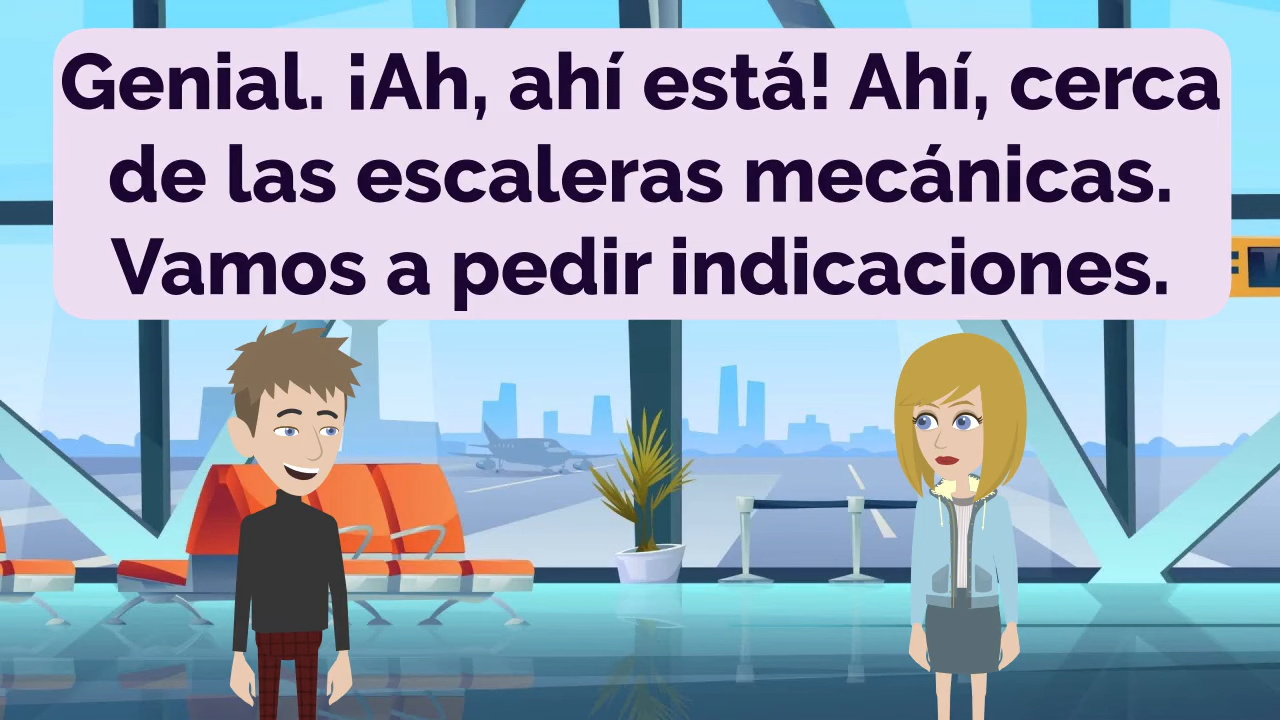 Genial. ¡Ah, ahí está! Ahí, cerca
de las escaleras mecánicas.
Vamos a pedir indicaciones.